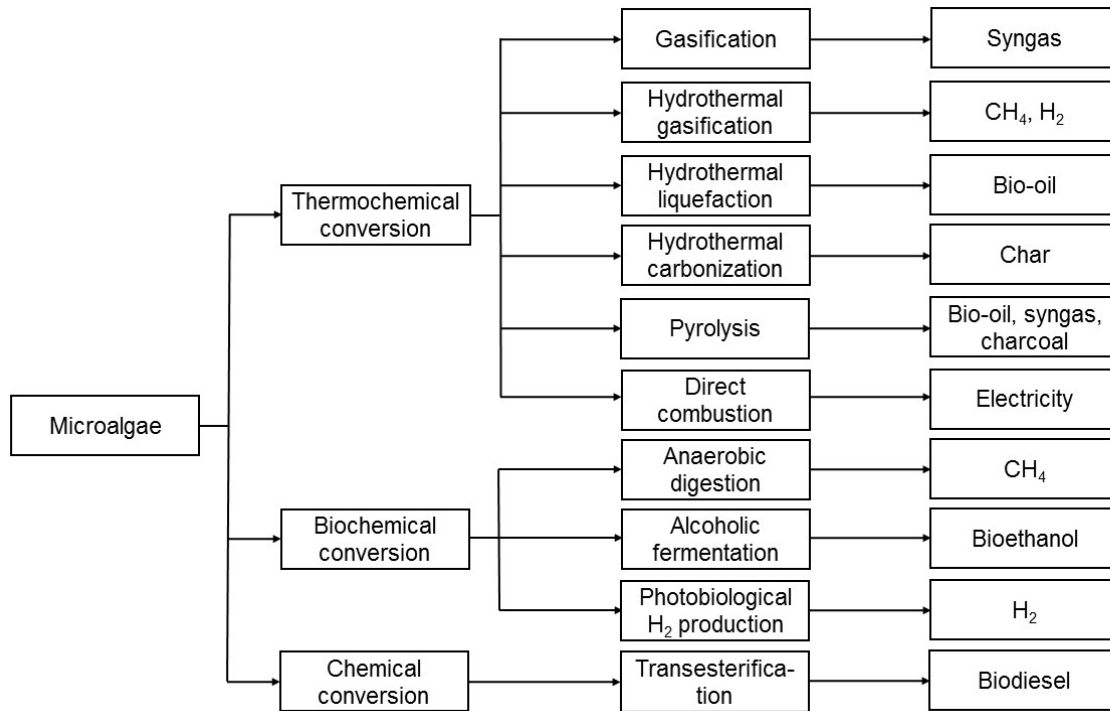 Gasification
Syngas
Hydrothermal
gasification
CH₄, H₂
Hydrothermal
liquefaction
Bio-oil
Thermochemical
conversion
Hydrothermal
carbonization
Char
Pyrolysis
Bio-oil, syngas,
charcoal
Direct
combustion
Electricity
Microalgae
Anaerobic
digestion
CH₄
Biochemical
conversion
Alcoholic
fermentation
Bioethanol
Photobiological
H₂ production
H₂
Chemical
conversion
Transesterifica-
tion
Biodiesel